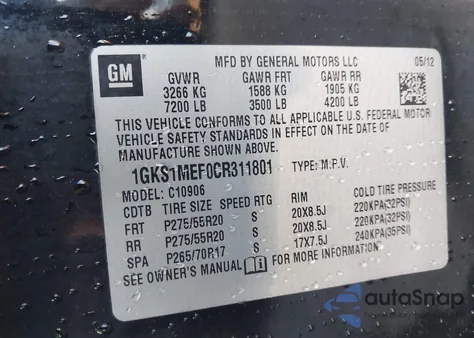 GM
MFD BY GENERAL MOTORS LLC 05/12
GVWR GAWR FRT GAWR RR
3266 KG 1588 KG 1905 KG
7200 LB 3500 LB 4200 LB
THIS VEHICLE CONFORMS TO ALL APPLICABLE U.S. FEDERAL MOTOR
VEHICLE SAFETY STANDARDS IN EFFECT ON THE DATE OF
MANUFACTURE SHOWN ABOVE.
1GKS1MEF0CR311801 TYPE: M.P.V.
MODEL: C10906
CDTB TIRE SIZE SPEED RTG RIM COLD TIRE PRESSURE
FRT P275/55R20 S 20X8.5J 220KPA(32PSI)
RR P275/55R20 S 20X8.5J 220KPA(32PSI)
SPA P265/70R17 S 17X7.5J 240KPA(35PSI)
SEE OWNER'S MANUAL FOR MORE INFORMATION.
autoSnap